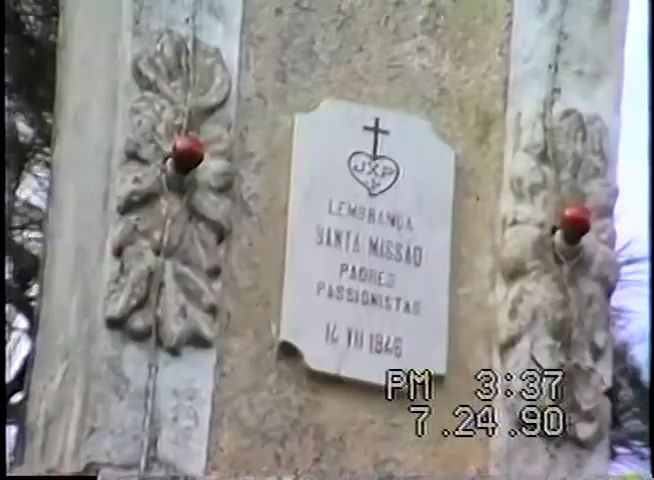 JXP
LEMBRANÇA
SANTA MISSÃO
PADRES
PASSIONISTAS
14 VII 1946
PM 3:37
7.24.90